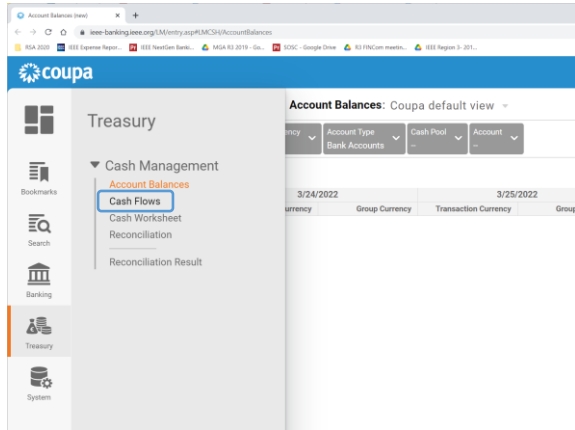 Account Balances (new)
ieee-banking.ieee.org/LM/entry.asp#LMCSH/AccountBalances
RSA 2020 IEEE Expense Repor... IEEE NextGen Banki... MGA R3 2019 - Go... SOSC - Google Drive R3 FINCom meetin... IEEE Region 3- 201...
coupa
Account Balances: Coupa default view
Treasury
ency Account Type Cash Pool Account
Bank Accounts -- --
Cash Management
Bookmarks
Account Balances
3/24/2022 3/25/2022
Cash Flows
urrency Group Currency Transaction Currency Group
Cash Worksheet
Reconciliation
Search
Reconciliation Result
Banking
Treasury
System